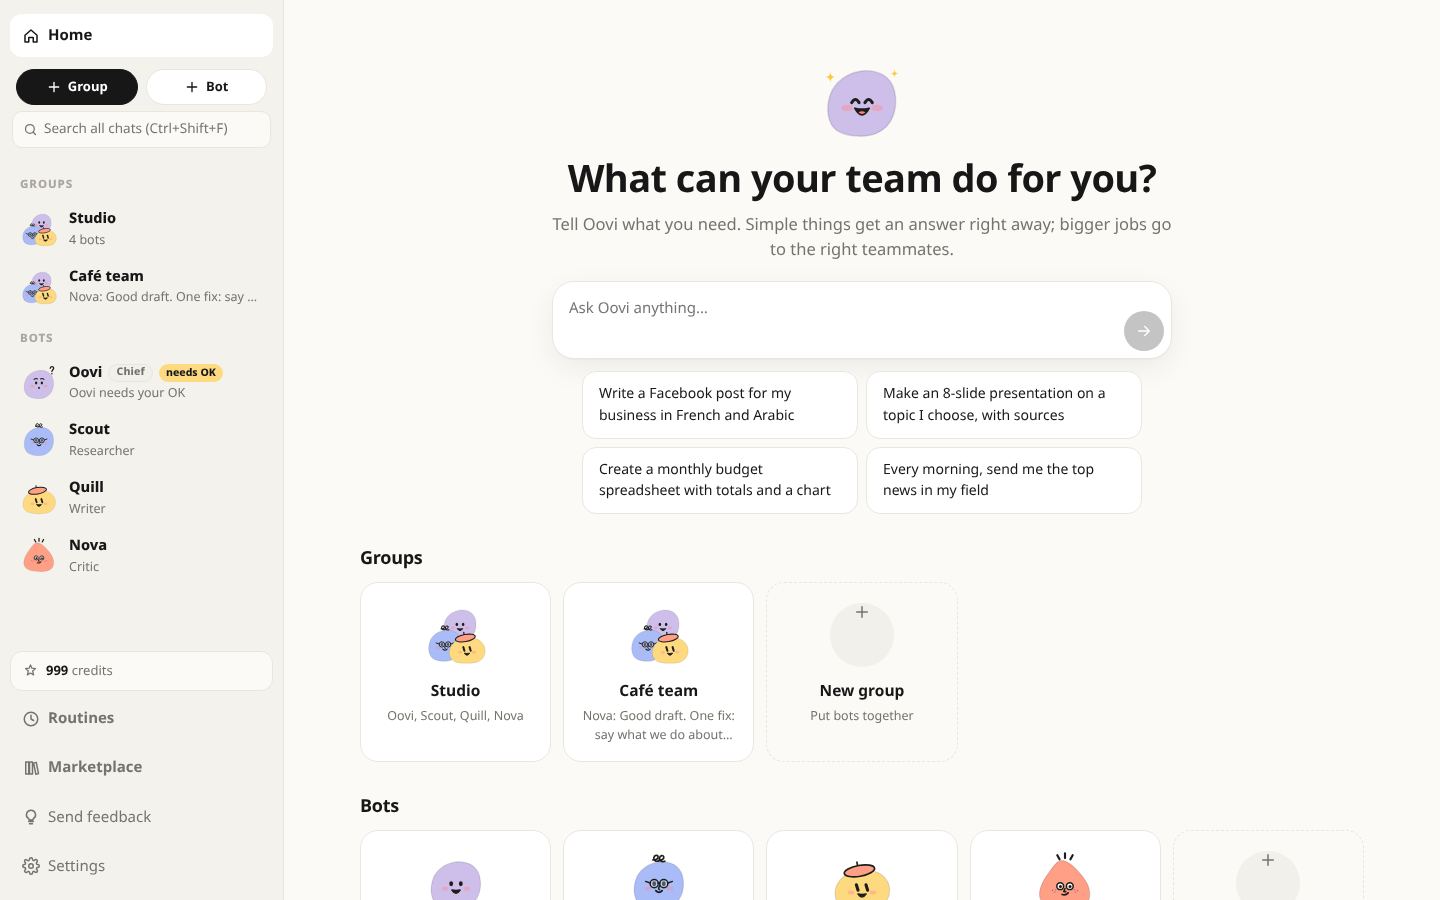 Home
Group
Bot
Search all chats (Ctrl+Shift+F)
GROUPS
Studio
4 bots
Café team
Nova: Good draft. One fix: say ...
BOTS
Oovi Chief needs OK
Oovi needs your OK
Scout
Researcher
Quill
Writer
Nova
Critic
999 credits
Routines
Marketplace
Send feedback
Settings
What can your team do for you?
Tell Oovi what you need. Simple things get an answer right away; bigger jobs go
to the right teammates.
Ask Oovi anything...
Write a Facebook post for my
business in French and Arabic
Make an 8-slide presentation on a
topic I choose, with sources
Create a monthly budget
spreadsheet with totals and a chart
Every morning, send me the top
news in my field
Groups
Studio
Oovi, Scout, Quill, Nova
Café team
Nova: Good draft. One fix:
say what we do about...
New group
Put bots together
Bots